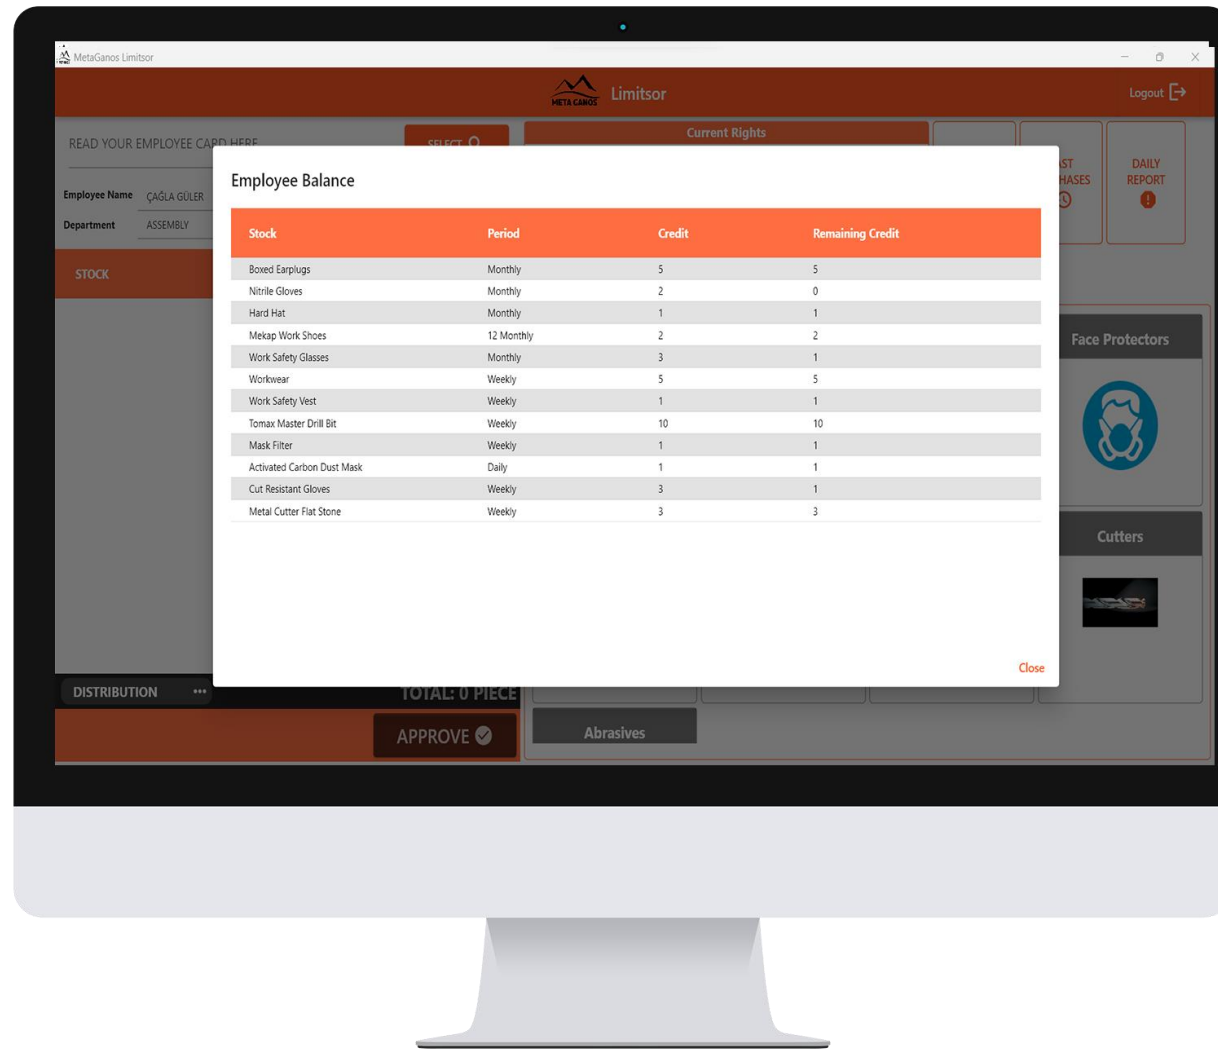 MetaGanos Limitsor
META GANOS Limitsor
Logout
READ YOUR EMPLOYEE CARD HERE
SELECT
Current Rights
DAILY
REPORT
Employee Name ÇAĞLA GÜLER
Department ASSEMBLY
STOCK
Employee Balance
Stock Period Credit Remaining Credit
Boxed Earplugs Monthly 5 5
Nitrile Gloves Monthly 2 0
Hard Hat Monthly 1 1
Mekap Work Shoes 12 Monthly 2 2
Work Safety Glasses Monthly 3 1
Workwear Weekly 5 5
Work Safety Vest Weekly 1 1
Tomax Master Drill Bit Weekly 10 10
Mask Filter Weekly 1 1
Activated Carbon Dust Mask Daily 1 1
Cut Resistant Gloves Weekly 3 1
Metal Cutter Flat Stone Weekly 3 3
Close
Face Protectors
Cutters
DISTRIBUTION
TOTAL: 0 PIECE
APPROVE
Abrasives